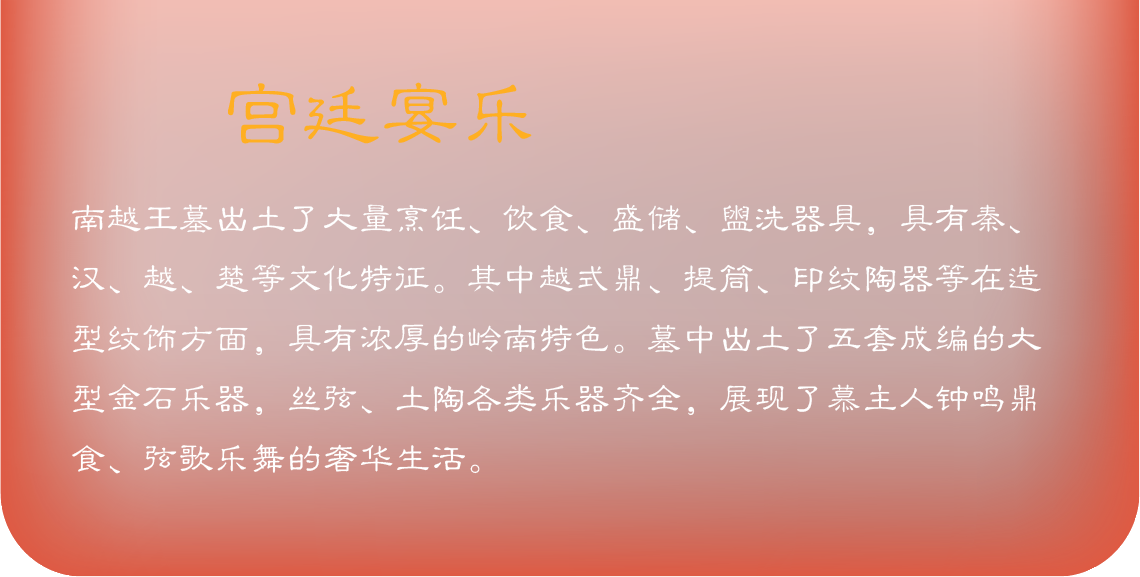 宫廷宴乐
南越王墓出土了大量烹饪、饮食、盛储、盥洗器具，具有秦、
汉、越、楚等文化特征。其中越式鼎、提筒、印纹陶器等在造
型纹饰方面，具有浓厚的岭南特色。墓中出土了五套成编的大
型金石乐器，丝弦、土陶各类乐器齐全，展现了慕主人钟鸣鼎
食、弦歌乐舞的奢华生活。